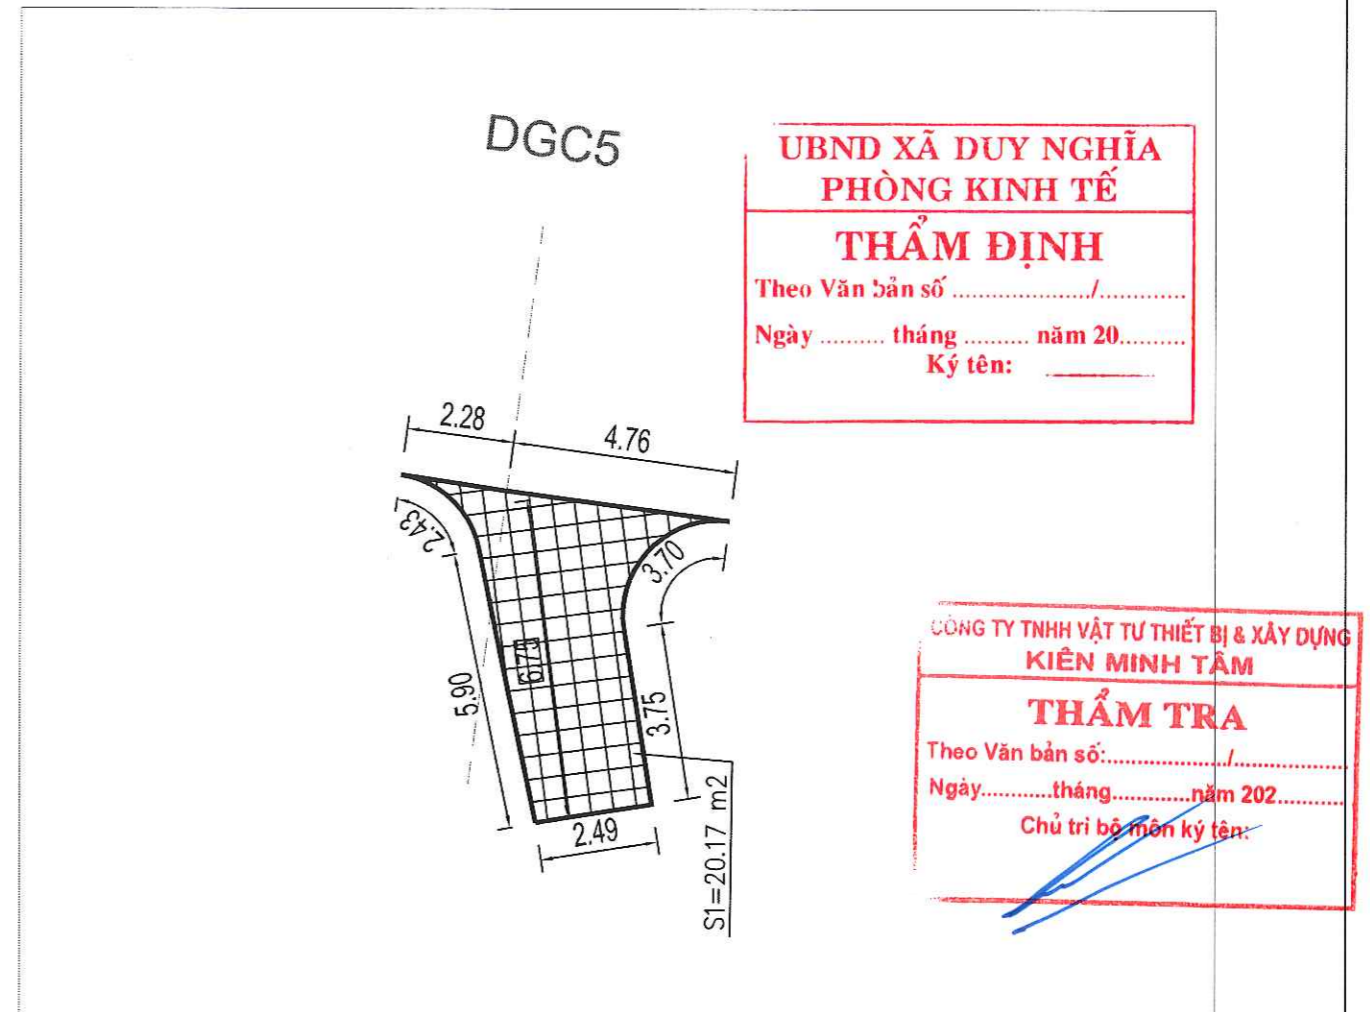 DGC5
UBND XÃ DUY NGHĨA
PHÒNG KINH TẾ
THẨM ĐỊNH
Theo Văn bản số ...................../.............
Ngày .......... tháng .......... năm 20..........
Ký tên:
2.28
4.76
2.43
3.70
6.75
5.90
3.75
2.49
S1=20.17 m2
CÔNG TY TNHH VẬT TƯ THIẾT BỊ & XÂY DỰNG
KIÊN MINH TÂM
THẨM TRA
Theo Văn bản số:...................../....................
Ngày............tháng.............năm 202............
Chủ trì bộ môn ký tên: